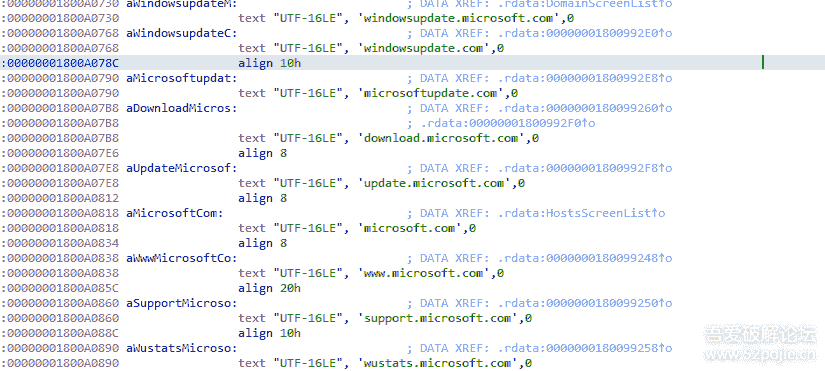 :00000001800A0730 aWindowsupdateM: ; DATA XREF: .rdata:DomainScreenList↑o
:00000001800A0730 text "UTF-16LE", 'windowsupdate.microsoft.com',0
:00000001800A0768 aWindowsupdateC: ; DATA XREF: .rdata:00000001800992E0↑o
:00000001800A0768 text "UTF-16LE", 'windowsupdate.com',0
:00000001800A078C align 10h
:00000001800A0790 aMicrosoftupdat: ; DATA XREF: .rdata:00000001800992E8↑o
:00000001800A0790 text "UTF-16LE", 'microsoftupdate.com',0
:00000001800A07B8 aDownloadMicros: ; DATA XREF: .rdata:0000000180099260↑o
:00000001800A07B8 ; .rdata:00000001800992F0↑o
:00000001800A07B8 text "UTF-16LE", 'download.microsoft.com',0
:00000001800A07E6 align 8
:00000001800A07E8 aUpdateMicrosof: ; DATA XREF: .rdata:00000001800992F8↑o
:00000001800A07E8 text "UTF-16LE", 'update.microsoft.com',0
:00000001800A0812 align 8
:00000001800A0818 aMicrosoftCom: ; DATA XREF: .rdata:HostsScreenList↑o
:00000001800A0818 text "UTF-16LE", 'microsoft.com',0
:00000001800A0834 align 8
:00000001800A0838 aWwwMicrosoftCo: ; DATA XREF: .rdata:0000000180099248↑o
:00000001800A0838 text "UTF-16LE", 'www.microsoft.com',0
:00000001800A085C align 20h
:00000001800A0860 aSupportMicroso: ; DATA XREF: .rdata:0000000180099250↑o
:00000001800A0860 text "UTF-16LE", 'support.microsoft.com',0
:00000001800A088C align 10h
:00000001800A0890 aWustatsMicroso: ; DATA XREF: .rdata:0000000180099258↑o
:00000001800A0890 text "UTF-16LE", 'wustats.microsoft.com',0
吾爱破解论坛
www.52pojie.cn